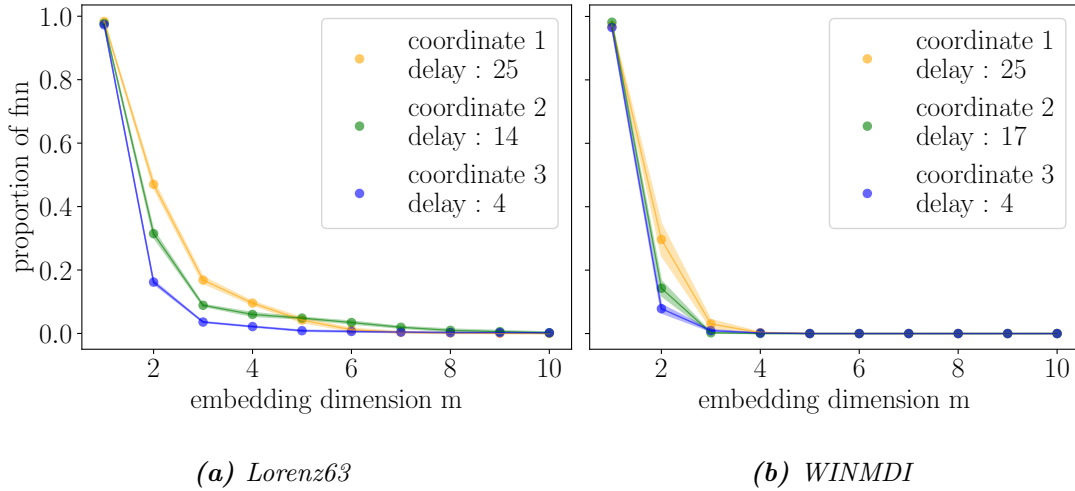 proportion of fnn
1.0
0.8
0.6
0.4
0.2
0.0
coordinate 1
delay : 25
coordinate 2
delay : 14
coordinate 3
delay : 4
2 4 6 8 10
embedding dimension m
(a) Lorenz63
coordinate 1
delay : 25
coordinate 2
delay : 17
coordinate 3
delay : 4
2 4 6 8 10
embedding dimension m
(b) WINMDI